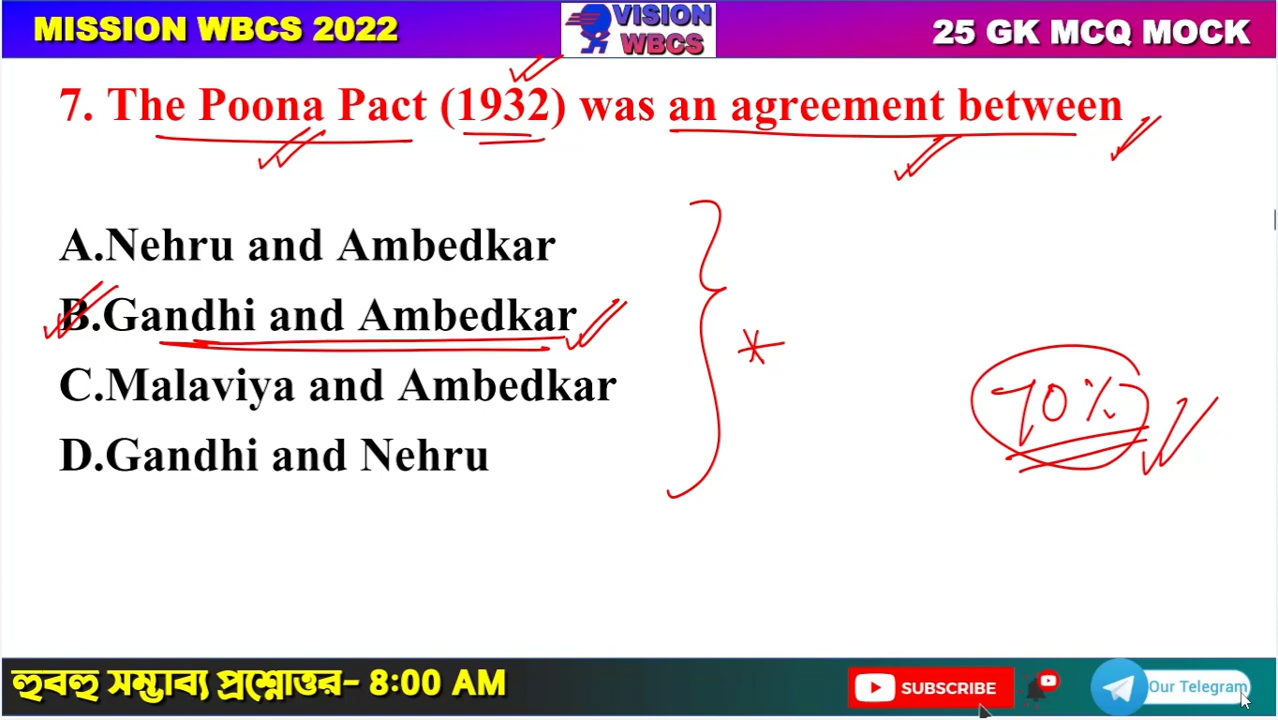 MISSION WBCS 2022
VISION
WBCS
25 GK MCQ MOCK
7. The Poona Pact (1932) was an agreement between
A.Nehru and Ambedkar
B.Gandhi and Ambedkar
C.Malaviya and Ambedkar
D.Gandhi and Nehru
*
হুবহু সম্ভাব্য প্রশ্নোত্তর- 8:00 AM
SUBSCRIBE
Our Telegram